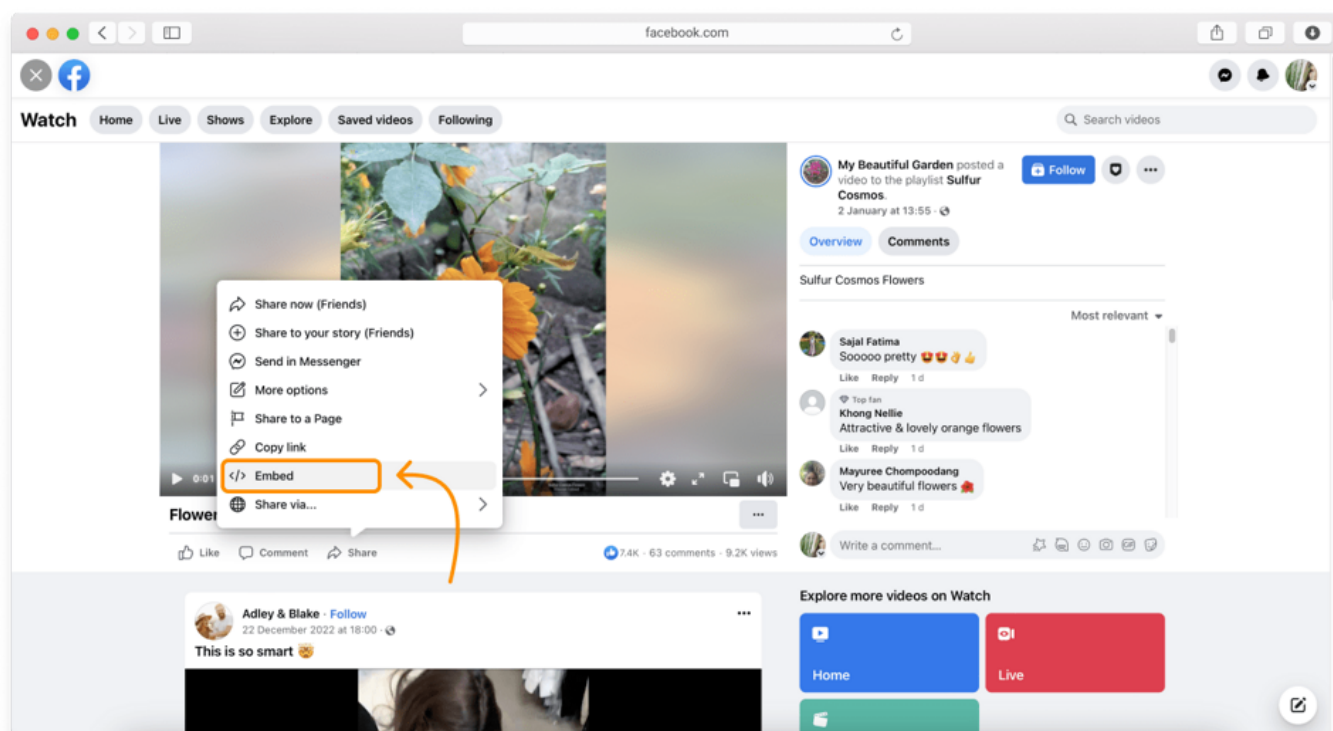 facebook.com
Watch
Home
Live
Shows
Explore
Saved videos
Following
Search videos
My Beautiful Garden posted a
video to the playlist Sulfur
Cosmos.
2 January at 13:55 ·
Follow
Overview
Comments
Sulfur Cosmos Flowers
Most relevant
Sajal Fatima
Sooooo pretty 🤩🤩👌👍
Like Reply 1 d
Top fan
Khong Nellie
Attractive & lovely orange flowers
Like Reply 1 d
Mayuree Chompoodang
Very beautiful flowers 🌺
Like Reply 1 d
Write a comment...
GIF
Share now (Friends)
Share to your story (Friends)
Send in Messenger
More options
Share to a Page
Copy link
</> Embed
Share via...
0:01
Flower
Like
Comment
Share
7.4K · 63 comments · 9.2K views
Adley & Blake · Follow
22 December 2022 at 18:00 ·
This is so smart 🤯
Explore more videos on Watch
Home
Live